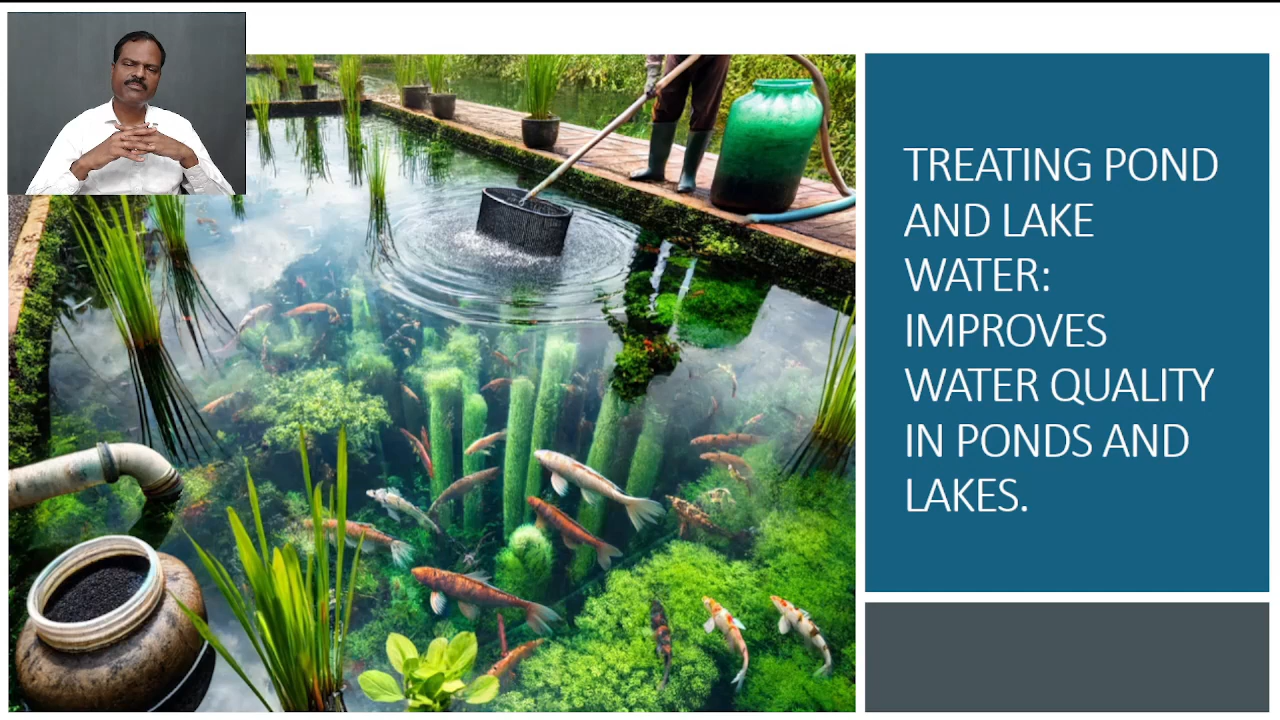 TREATING POND
AND LAKE
WATER:
IMPROVES
WATER QUALITY
IN PONDS AND
LAKES.